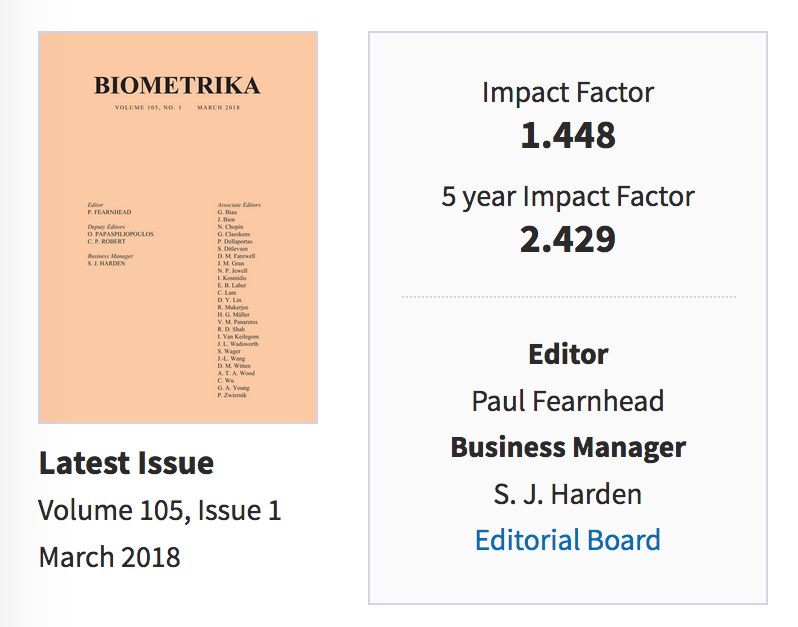 BIOMETRIKA
VOLUME 105, NO. 1 MARCH 2018
Editor
P. FEARNHEAD
Deputy Editors
O. PAPASPILIOPOULOS
C. P. ROBERT
Business Manager
S. J. HARDEN
Associate Editors
G. Biau
J. Bien
N. Chopin
G. Claeskens
P. Dellaportas
S. Ditlevsen
D. M. Farewell
J. M. Gran
N. P. Jewell
I. Kosmidis
E. B. Laber
C. Lam
D. Y. Lin
R. Mukerjee
H. G. Müller
V. M. Panaretos
R. D. Shah
I. Van Keilegom
J. L. Wadsworth
S. Wager
J.-L. Wang
D. M. Witten
A. T. A. Wood
C. Wu
G. A. Young
P. Zwiernik
Latest Issue
Volume 105, Issue 1
March 2018
Impact Factor
1.448
5 year Impact Factor
2.429
Editor
Paul Fearnhead
Business Manager
S. J. Harden
Editorial Board